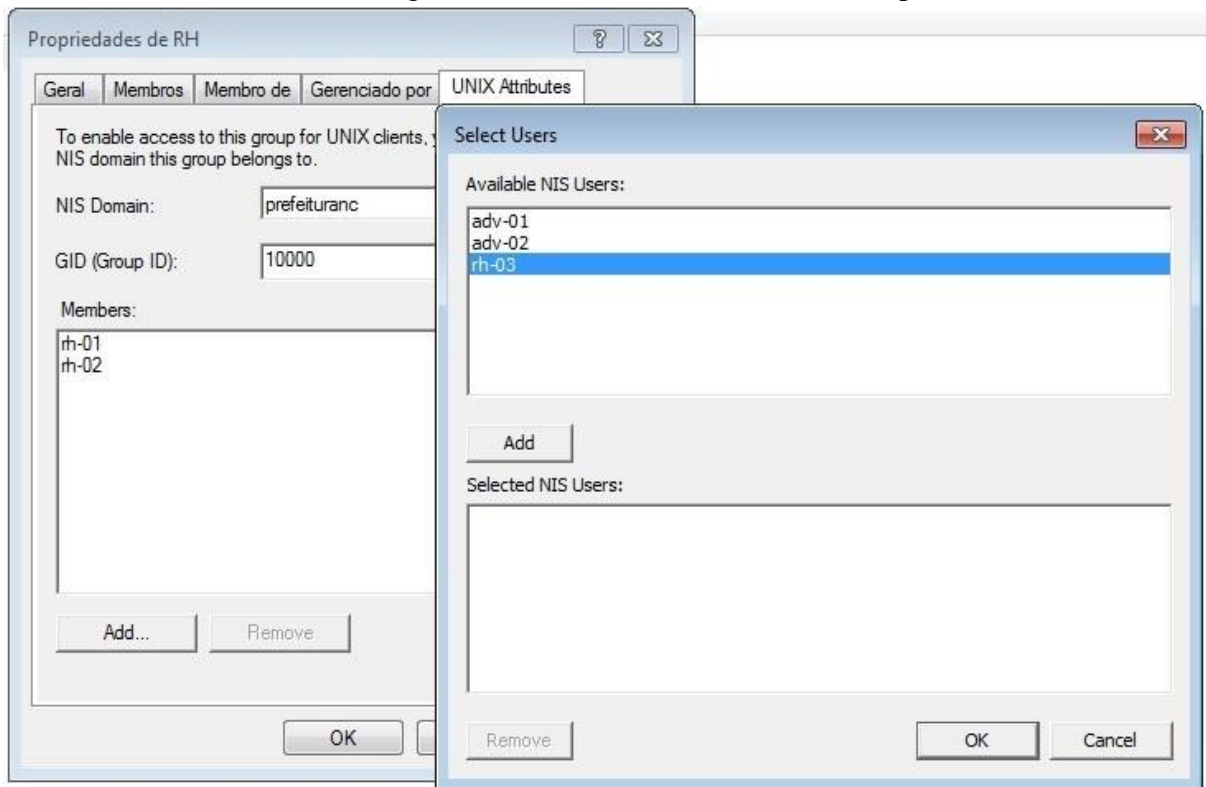 Propriedades de RH
Geral
Membros
Membro de
Gerenciado por
UNIX Attributes
To enable access to this group for UNIX clients,
NIS domain this group belongs to.
NIS Domain:
prefeituranc
GID (Group ID):
10000
Members:
rh-01
rh-02
Add...
Remove
OK
Select Users
Available NIS Users:
adv-01
adv-02
rh-03
Add
Selected NIS Users:
Remove
OK
Cancel